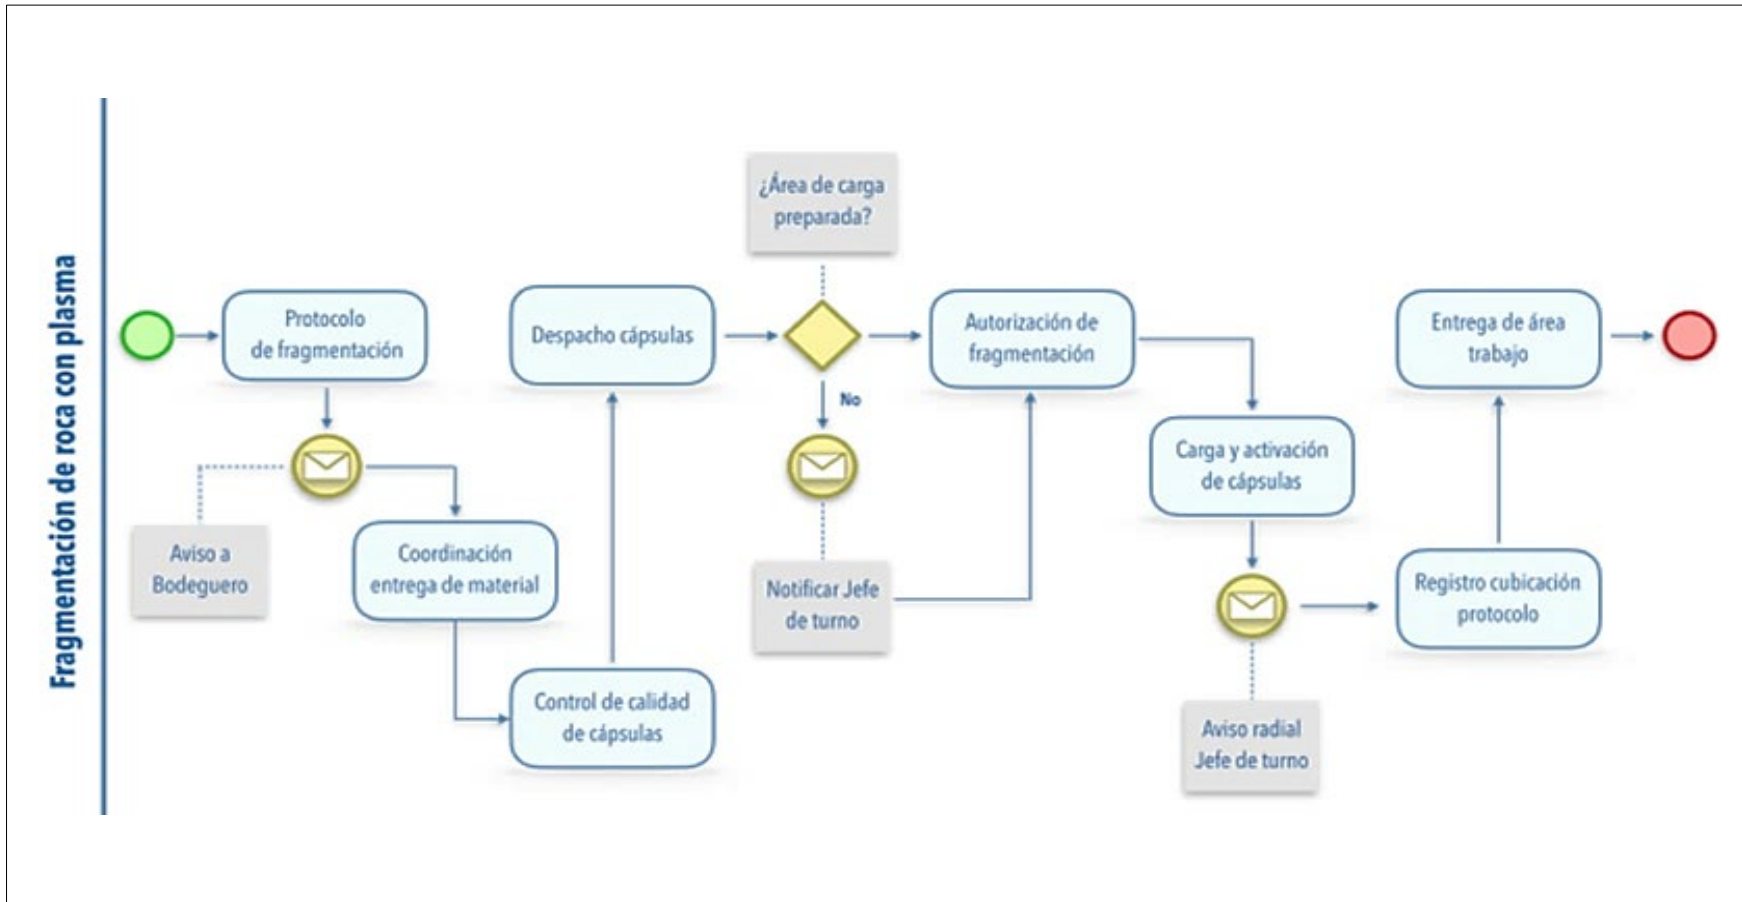 Fragmentación de roca con plasma
Protocolo
de fragmentación
Aviso a
Bodeguero
Coordinación
entrega de material
Control de calidad
de cápsulas
Despacho cápsulas
¿Área de carga
preparada?
No
Notificar Jefe
de turno
Autorización de
fragmentación
Carga y activación
de cápsulas
Aviso radial
Jefe de turno
Registro cubicación
protocolo
Entrega de área
trabajo